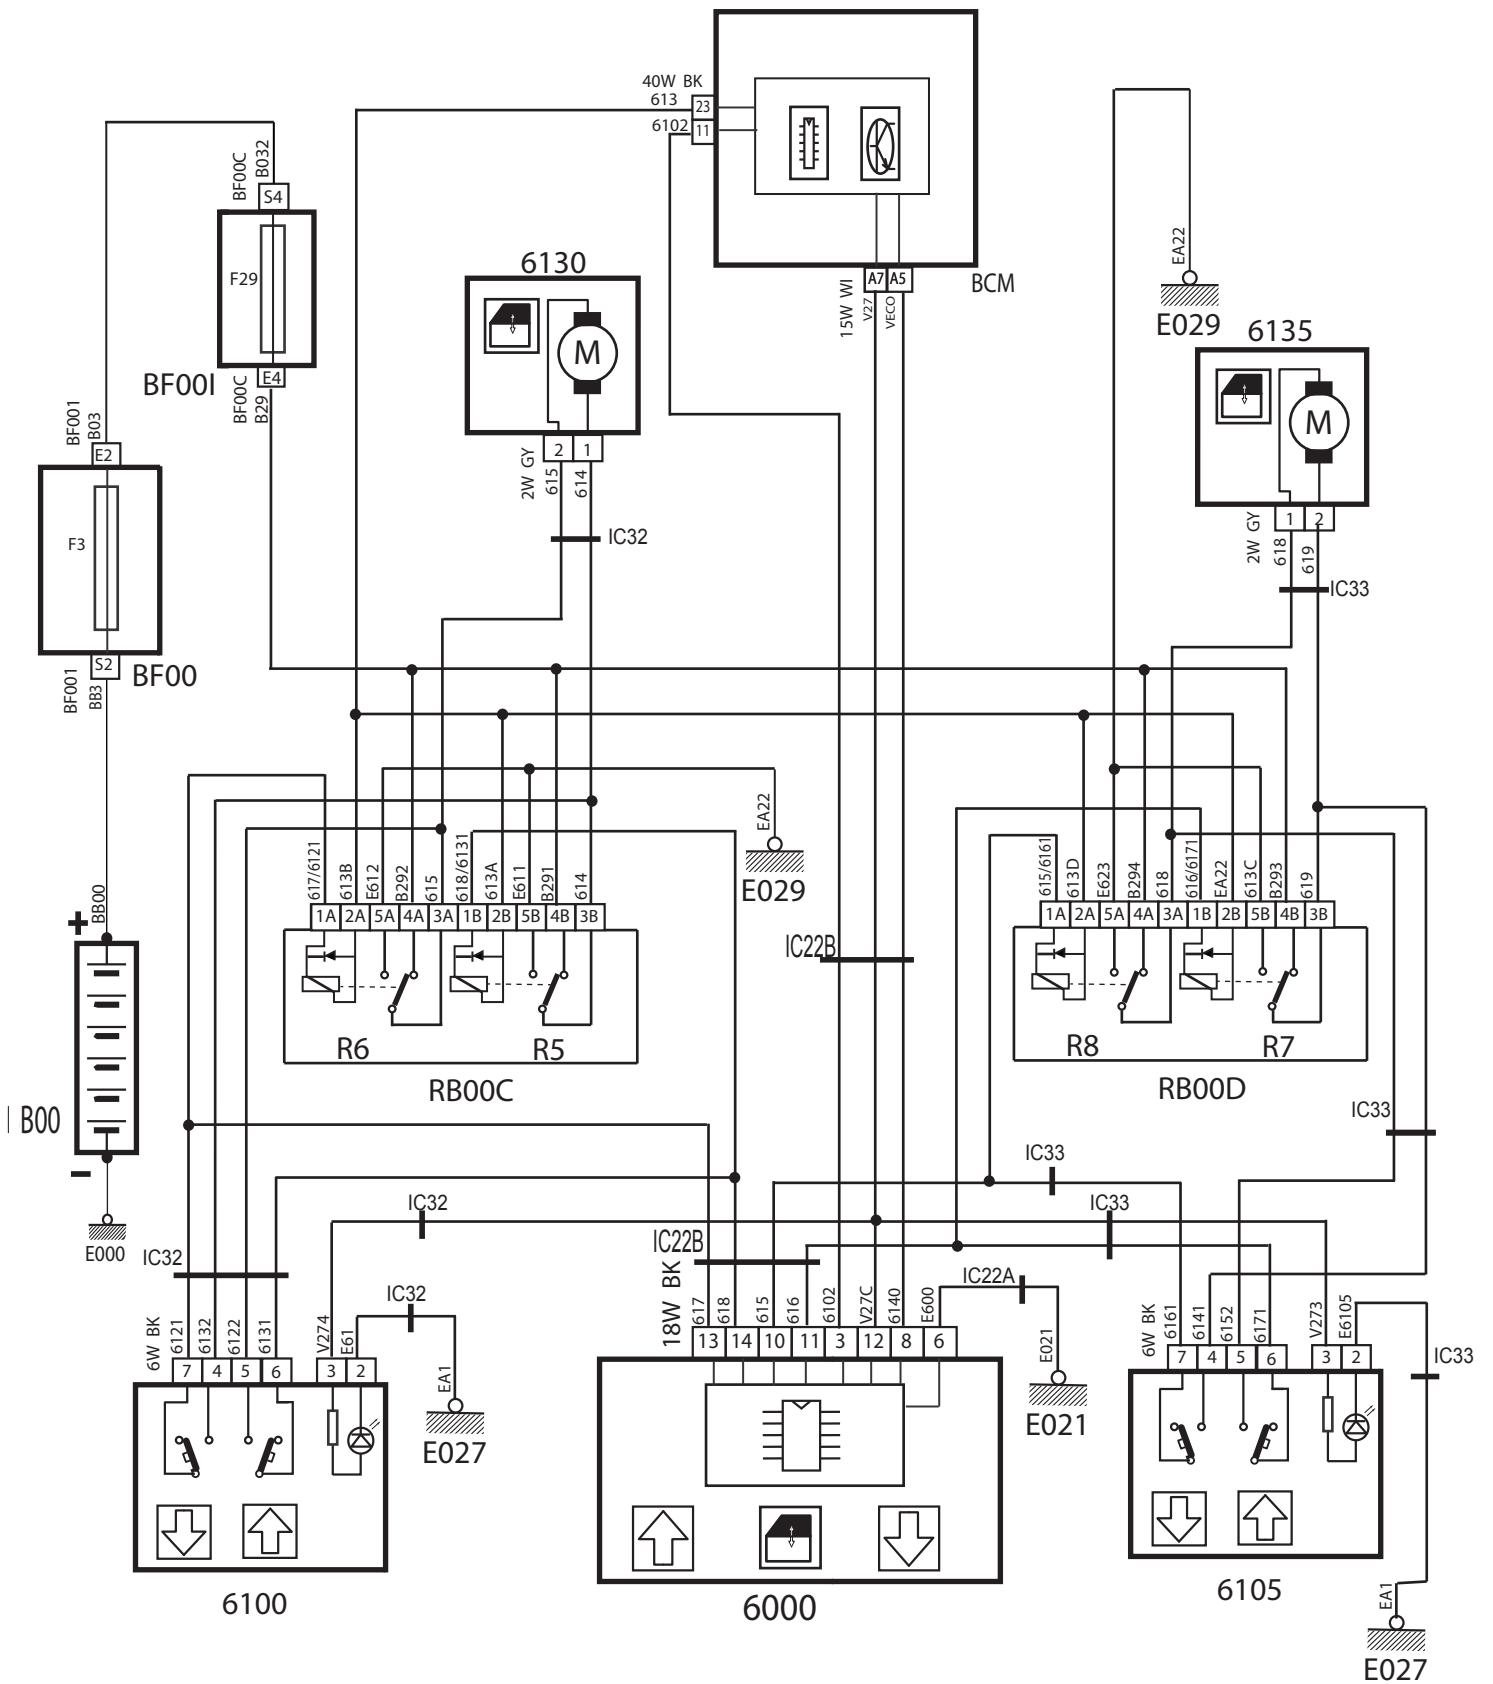 40W BK
613
23
6102
11
BCM
A7
A5
15W WI
V27
VECO
BF00C
B032
S4
F29
BF00I
E4
BF00C
B29
6130
M
2
1
2W GY
615
614
IC32
EA22
E029
6135
M
1
2
2W GY
618
619
IC33
BF001
B03
E2
F3
S2
BF00
BF001
BB3
BB00
+
B00
-
E000
EA22
E029
617/6121
613B
E612
B292
615
618/6131
613A
E611
B291
614
1A
2A
5A
4A
3A
1B
2B
5B
4B
3B
R6
R5
RB00C
615/6161
613D
E623
B294
618
616/6171
EA22
613C
B293
619
1A
2A
5A
4A
3A
1B
2B
5B
4B
3B
R8
R7
RB00D
IC22B
IC33
IC33
IC33
IC32
IC32
IC32
IC22B
IC22A
6W BK
6121
6132
6122
6131
V274
E61
7
4
5
6
3
2
EA1
E027
6100
18W BK
617
618
615
616
6102
V27C
6140
E600
13
14
10
11
3
12
8
6
E021
E021
6000
6W BK
6161
6141
6152
6171
V273
E6105
7
4
5
6
3
2
IC33
6105
EA1
E027